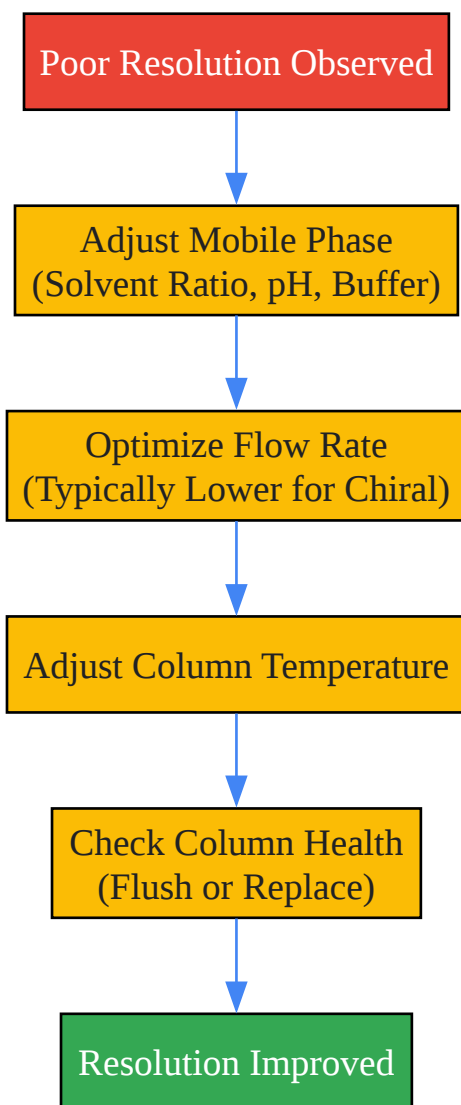 Poor Resolution Observed
Adjust Mobile Phase
(Solvent Ratio, pH, Buffer)
Optimize Flow Rate
(Typically Lower for Chiral)
Adjust Column Temperature
Check Column Health
(Flush or Replace)
Resolution Improved